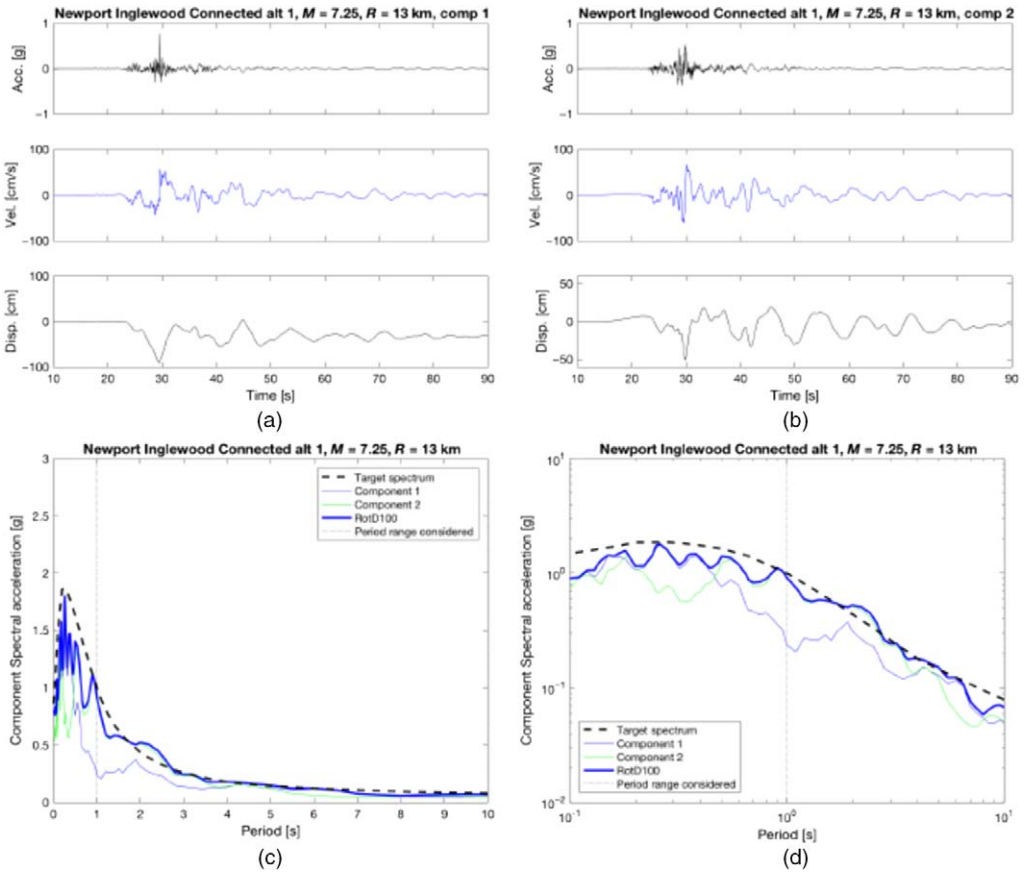 Newport Inglewood Connected alt 1, M = 7.25, R = 13 km, comp 1
1
0
−1
Acc. [g]
100
0
−100
Vel. [cm/s]
100
0
−100
Disp. [cm]
10 20 30 40 50 60 70 80 90
Time [s]
(a)
Newport Inglewood Connected alt 1, M = 7.25, R = 13 km, comp 2
1
0
−1
Acc. [g]
100
0
−100
Vel. [cm/s]
50
0
−50
Disp. [cm]
10 20 30 40 50 60 70 80 90
Time [s]
(b)
Newport Inglewood Connected alt 1, M = 7.25, R = 13 km
3
2.5
2
1.5
1
0.5
0
Component Spectral acceleration [g]
Target spectrum
Component 1
Component 2
RotD100
Period range considered
0 1 2 3 4 5 6 7 8 9 10
Period [s]
(c)
Newport Inglewood Connected alt 1, M = 7.25, R = 13 km
10¹
10⁰
10⁻¹
10⁻²
Component Spectral acceleration [g]
Target spectrum
Component 1
Component 2
RotD100
Period range considered
10⁻¹ 10⁰ 10¹
Period [s]
(d)